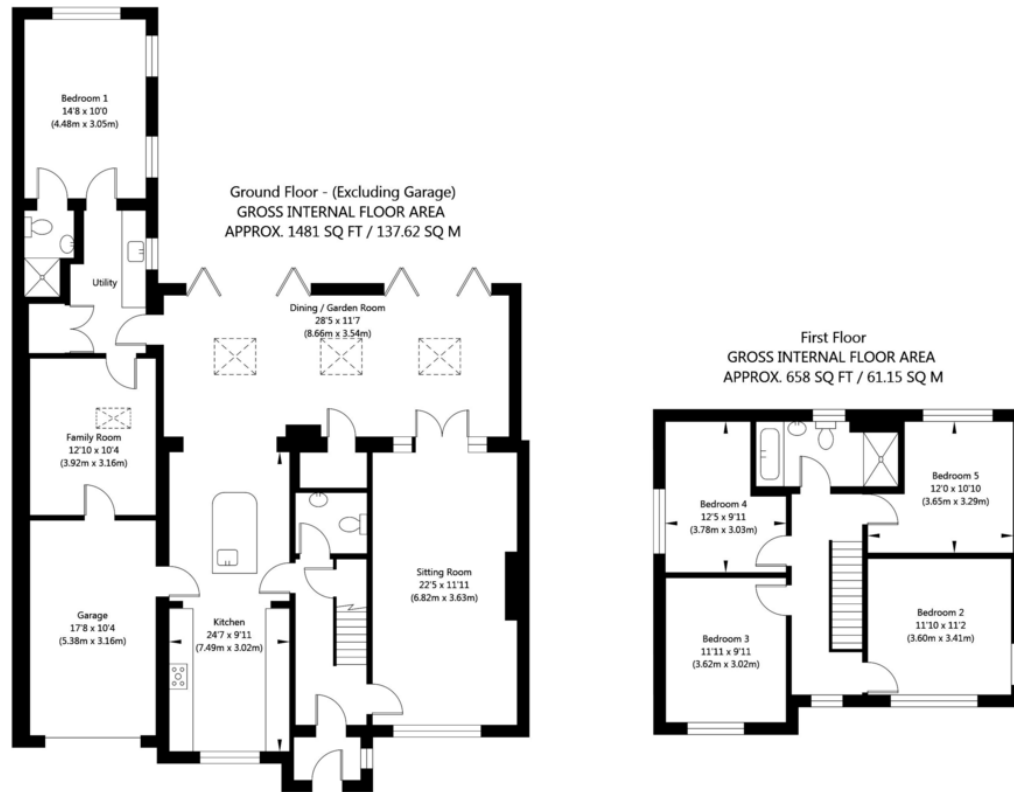 Bedroom 1
14'8 x 10'0
(4.48m x 3.05m)
Ground Floor - (Excluding Garage)
GROSS INTERNAL FLOOR AREA
APPROX. 1481 SQ FT / 137.62 SQ M
Utility
Dining / Garden Room
28'5 x 11'7
(8.66m x 3.54m)
Family Room
12'10 x 10'4
(3.92m x 3.16m)
Sitting Room
22'5 x 11'11
(6.82m x 3.63m)
Garage
17'8 x 10'4
(5.38m x 3.16m)
Kitchen
24'7 x 9'11
(7.49m x 3.02m)
First Floor
GROSS INTERNAL FLOOR AREA
APPROX. 658 SQ FT / 61.15 SQ M
Bedroom 4
12'5 x 9'11
(3.78m x 3.03m)
Bedroom 5
12'0 x 10'10
(3.65m x 3.29m)
Bedroom 3
11'11 x 9'11
(3.62m x 3.02m)
Bedroom 2
11'10 x 11'2
(3.60m x 3.41m)